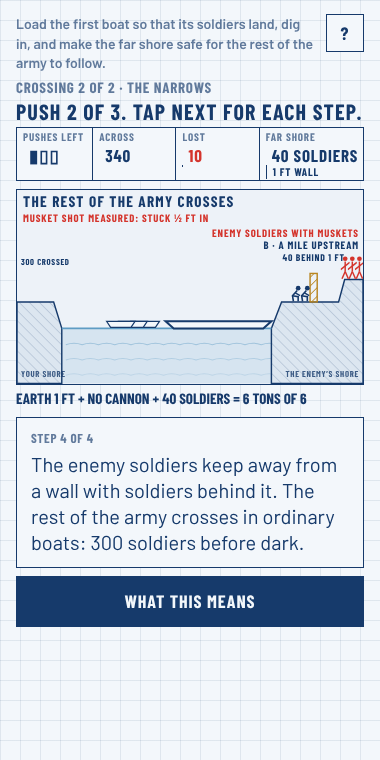 Load the first boat so that its soldiers land, dig
in, and make the far shore safe for the rest of the
army to follow.
?
CROSSING 2 OF 2 · THE NARROWS
PUSH 2 OF 3. TAP NEXT FOR EACH STEP.
PUSHES LEFT
ACROSS
340
LOST
10
FAR SHORE
40 SOLDIERS
1 FT WALL
THE REST OF THE ARMY CROSSES
MUSKET SHOT MEASURED: STUCK ½ FT IN
ENEMY SOLDIERS WITH MUSKETS
B · A MILE UPSTREAM
40 BEHIND 1 FT
300 CROSSED
YOUR SHORE
THE ENEMY'S SHORE
EARTH 1 FT + NO CANNON + 40 SOLDIERS = 6 TONS OF 6
STEP 4 OF 4
The enemy soldiers keep away from
a wall with soldiers behind it. The
rest of the army crosses in ordinary
boats: 300 soldiers before dark.
WHAT THIS MEANS